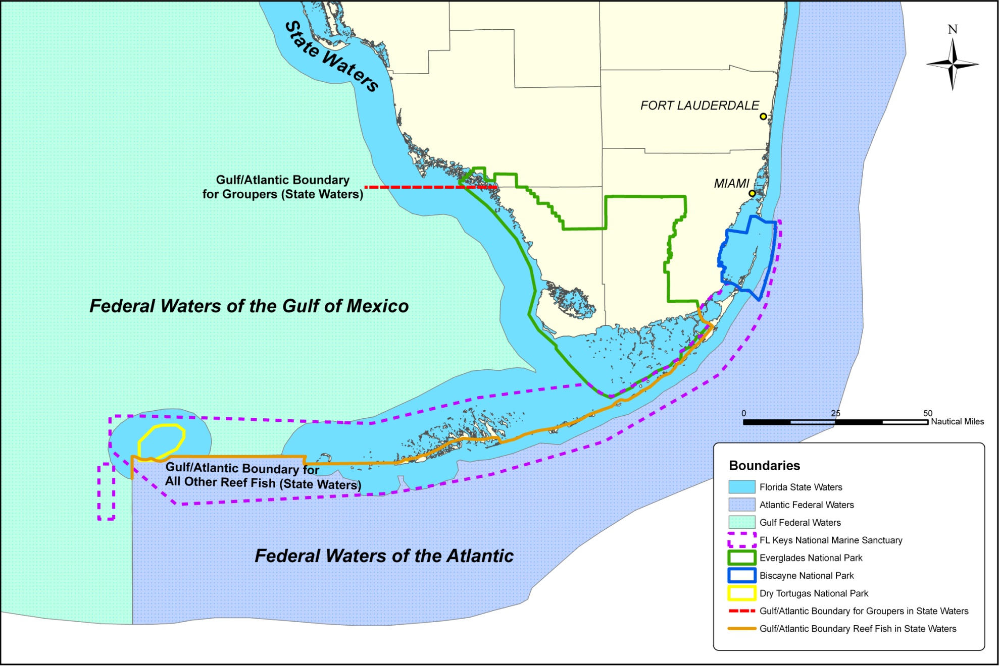 State Waters
N
FORT LAUDERDALE
Gulf/Atlantic Boundary
for Groupers (State Waters)
MIAMI
Federal Waters of the Gulf of Mexico
0 25 50
Nautical Miles
Gulf/Atlantic Boundary for
All Other Reef Fish (State Waters)
Federal Waters of the Atlantic
Boundaries
Florida State Waters
Atlantic Federal Waters
Gulf Federal Waters
FL Keys National Marine Sanctuary
Everglades National Park
Biscayne National Park
Dry Tortugas National Park
Gulf/Atlantic Boundary for Groupers in State Waters
Gulf/Atlantic Boundary Reef Fish in State Waters